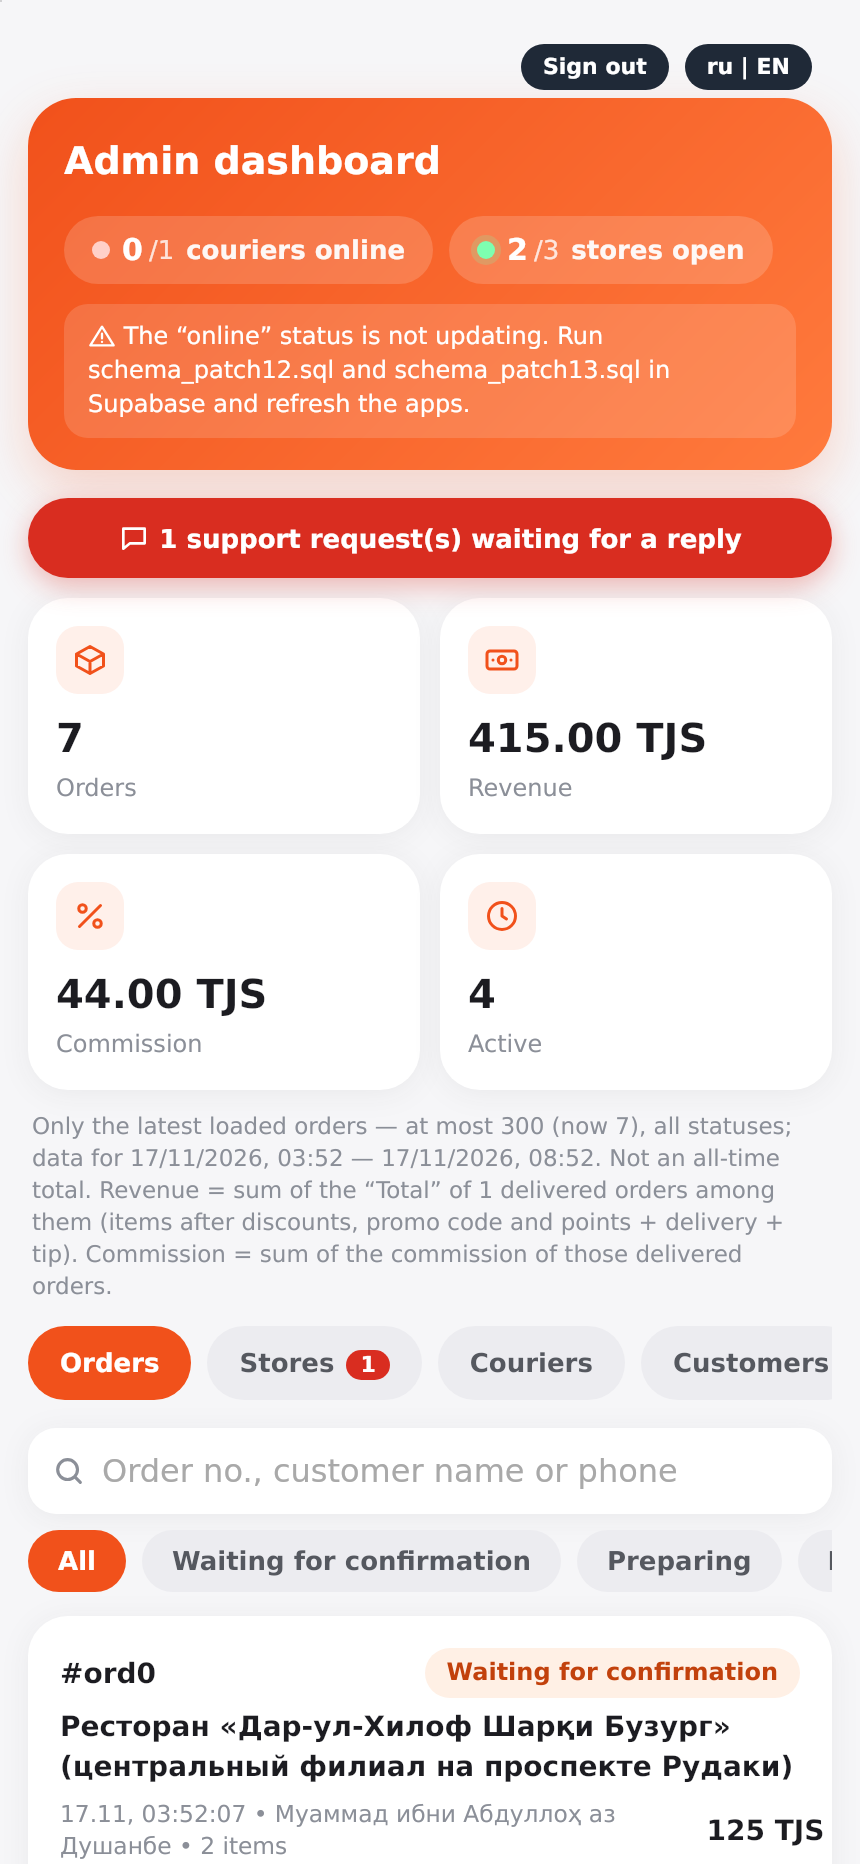 Sign out
ru | EN
Admin dashboard
0 /1 couriers online
2 /3 stores open
The “online” status is not updating. Run
schema_patch12.sql and schema_patch13.sql in
Supabase and refresh the apps.
1 support request(s) waiting for a reply
7
Orders
415.00 TJS
Revenue
44.00 TJS
Commission
4
Active
Only the latest loaded orders — at most 300 (now 7), all statuses;
data for 17/11/2026, 03:52 — 17/11/2026, 08:52. Not an all-time
total. Revenue = sum of the “Total” of 1 delivered orders among
them (items after discounts, promo code and points + delivery +
tip). Commission = sum of the commission of those delivered
orders.
Orders
Stores 1
Couriers
Customers
Order no., customer name or phone
All
Waiting for confirmation
Preparing
#ord0
Waiting for confirmation
Ресторан «Дар-ул-Хилоф Шарқи Бузург»
(центральный филиал на проспекте Рудаки)
17.11, 03:52:07 • Муаммад ибни Абдуллоҳ аз
Душанбе • 2 items
125 TJS